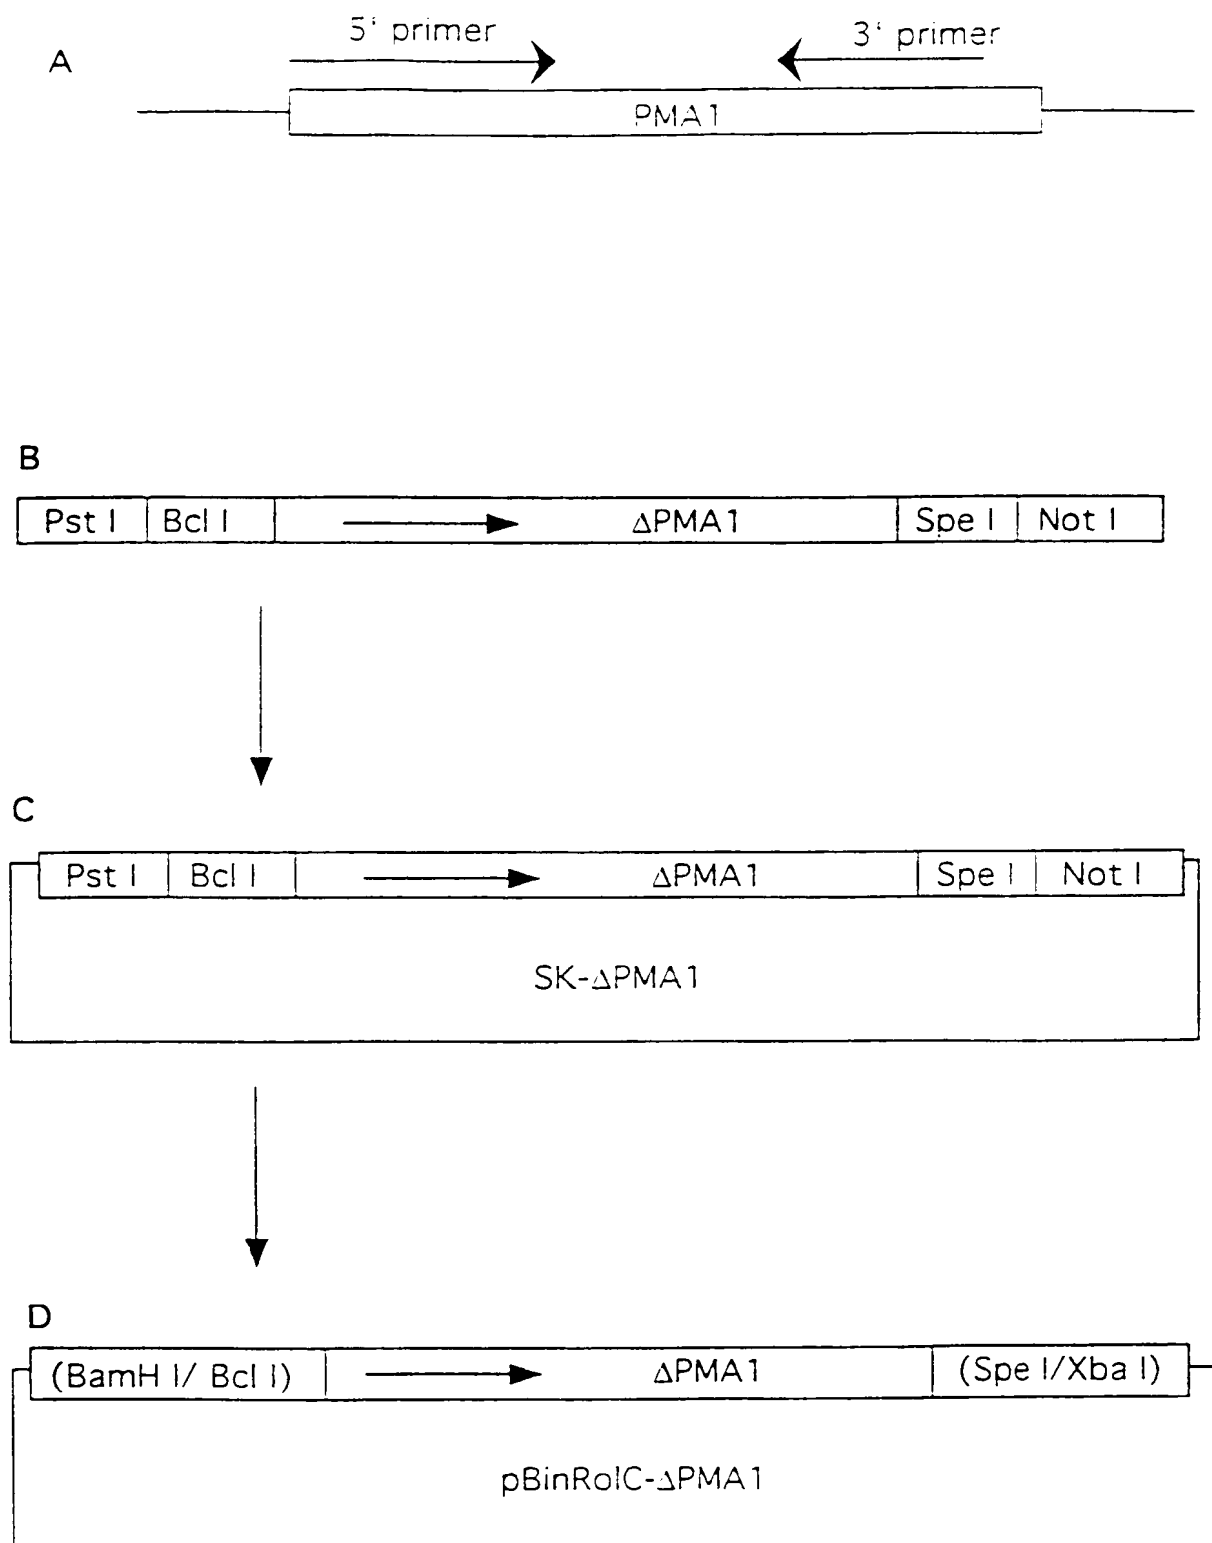 A
5' primer
3' primer
PMA1
B
Pst I
Bcl I
ΔPMA1
Spe I
Not I
C
Pst I
Bcl I
ΔPMA1
Spe I
Not I
SK-ΔPMA1
D
(BamH I/ Bcl I)
ΔPMA1
(Spe I/Xba I)
pBinRolC-ΔPMA1